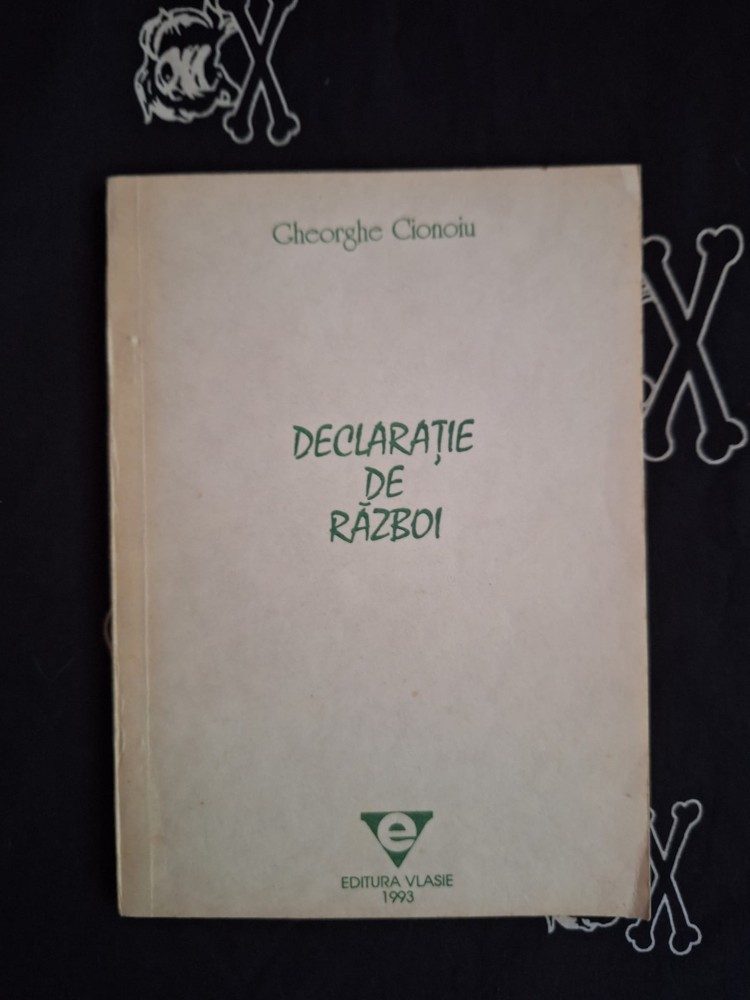 Gheorghe Cionoiu
DECLARAȚIE
DE
RĂZBOI
e
EDITURA VLASIE
1993